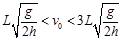 L√(g/2h) < v₀ < 3L√(g/2h)